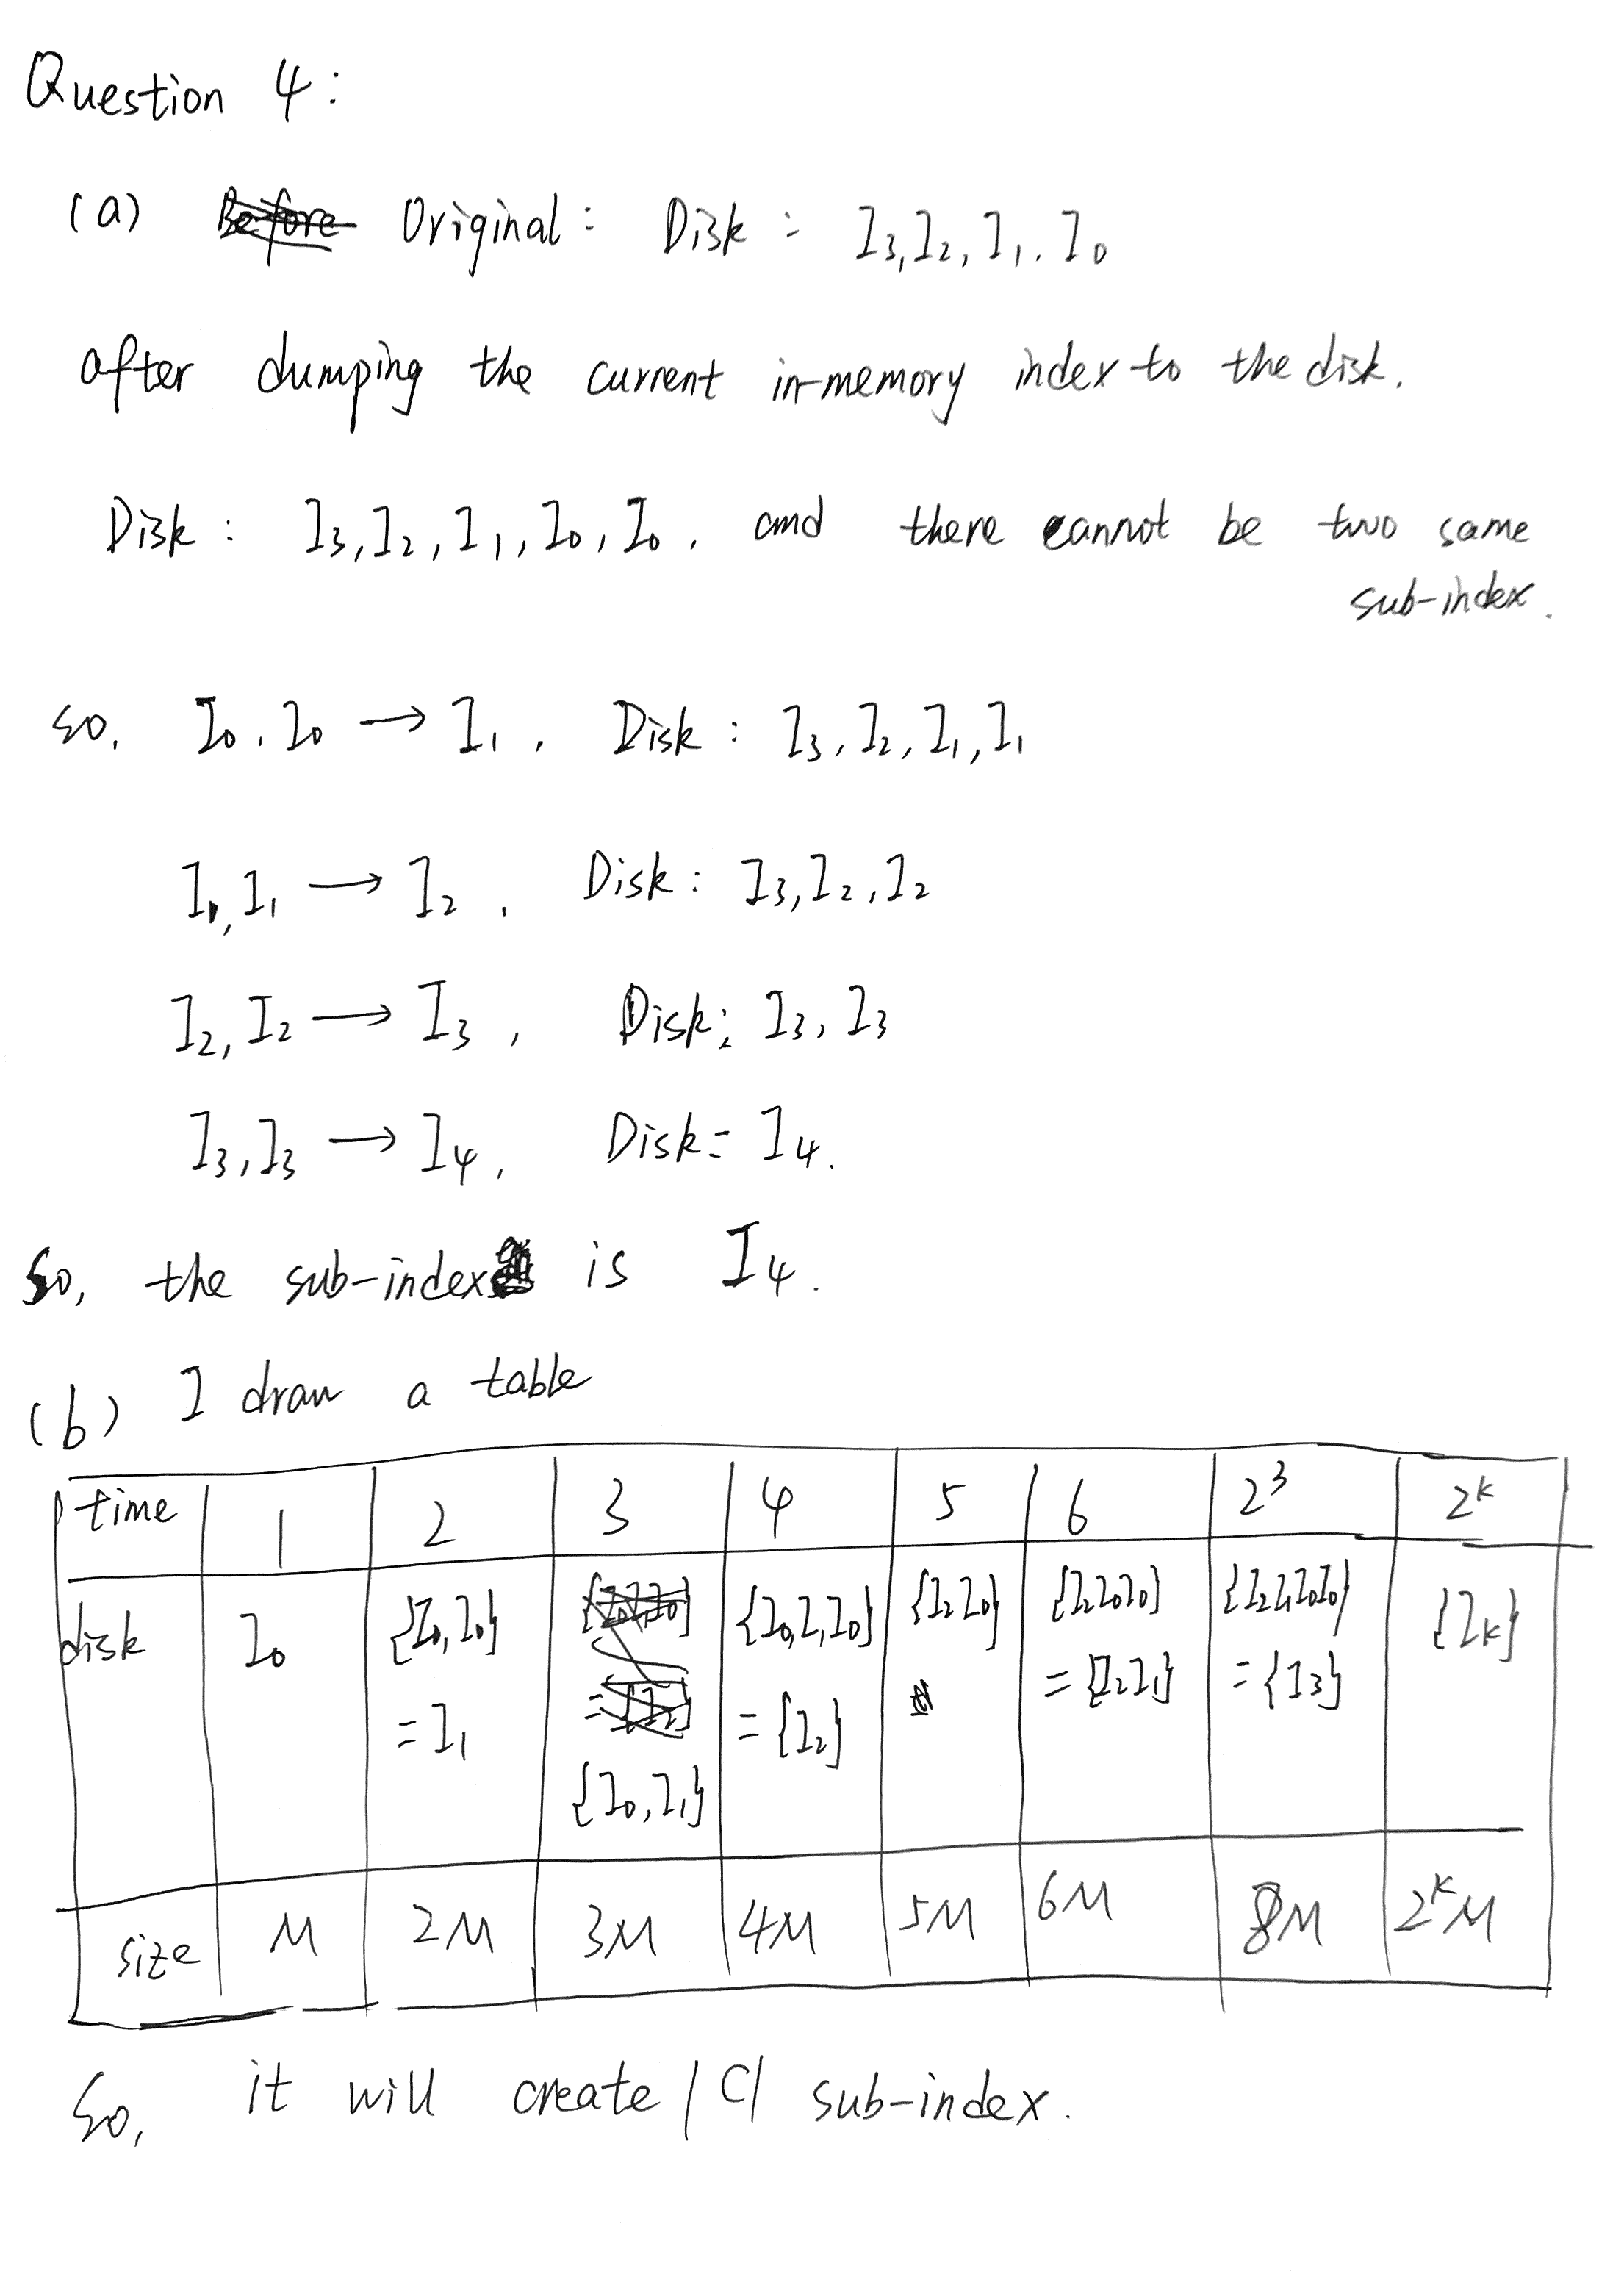 Question 4:
(a) Before Original: Disk: I3, I2, I1, I0
after dumping the current in-memory index to the disk.
Disk: I3, I2, I1, I0, I0, and there cannot be two same
sub-index.
so, I0, I0 → I1, Disk: I3, I2, I1, I1
I1, I1 → I2, Disk: I3, I2, I2
I2, I2 → I3, Disk: I3, I3
I3, I3 → I4, Disk: I4.
So, the sub-index is I4.
(b) I draw a table
time 1 2 3 4 5 6 2^3 2^k
disk I0 {I0, I0} {I0, I1, I0} {I2 I0} {I2 I0 I0} {I2 I1 I0 I0} {Ik}
= I1 = {I2} = {I2 I1} = {I3}
{I0, I1}
size M 2M 3M 4M 5M 6M 8M 2^k M
So, it will create |C| sub-index.